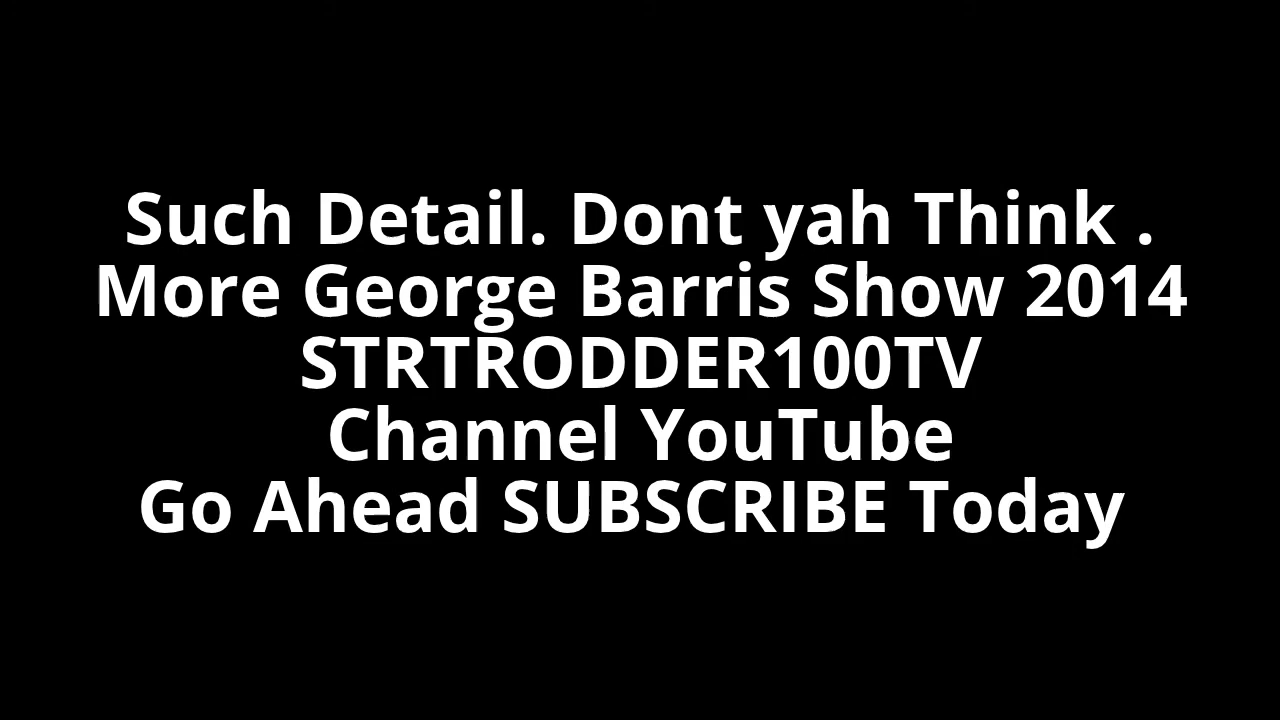 Such Detail. Dont yah Think .
More George Barris Show 2014
STRTRODDER100TV
Channel YouTube
Go Ahead SUBSCRIBE Today